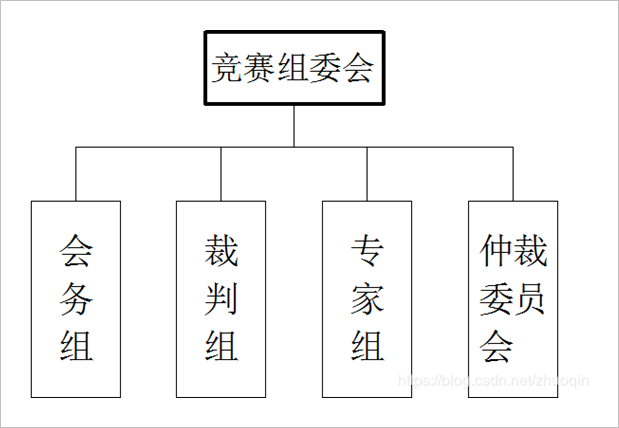 竞赛组委会
会务组
裁判组
专家组
仲裁
委员
会
https://blog.csdn.net/zhuoqin